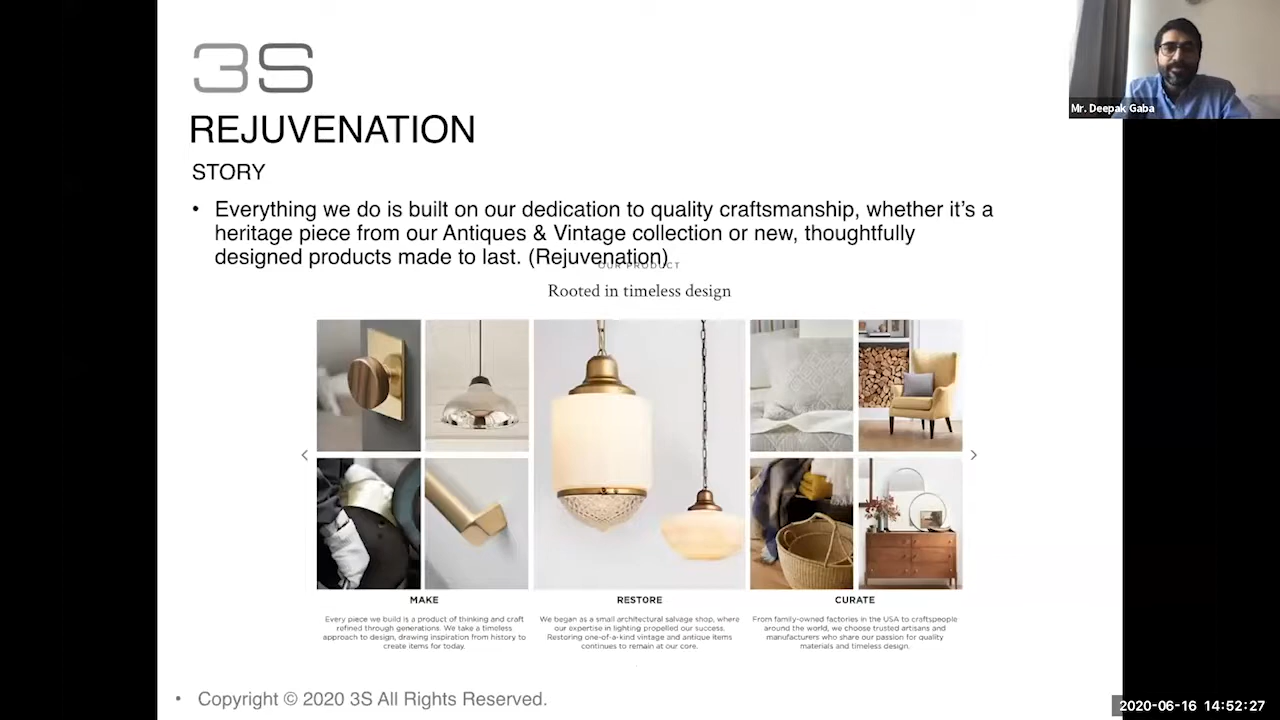 3S
Mr. Deepak Gaba
REJUVENATION
STORY
• Everything we do is built on our dedication to quality craftsmanship, whether it's a
heritage piece from our Antiques & Vintage collection or new, thoughtfully
designed products made to last. (Rejuvenation)
OUR PRODUCT
Rooted in timeless design
MAKE
Every piece we build is a product of thinking and craft
refined through generations. We take a timeless
approach to design, drawing inspiration from history to
create items for today.
RESTORE
We began as a small architectural salvage shop, where
our expertise in lighting propelled our success.
Restoring one-of-a-kind vintage and antique items
continues to remain at our core.
CURATE
From family-owned factories in the USA to craftspeople
around the world, we choose trusted artisans and
manufacturers who share our passion for quality
materials and timeless design.
• Copyright © 2020 3S All Rights Reserved.
2020-06-16 14:52:27